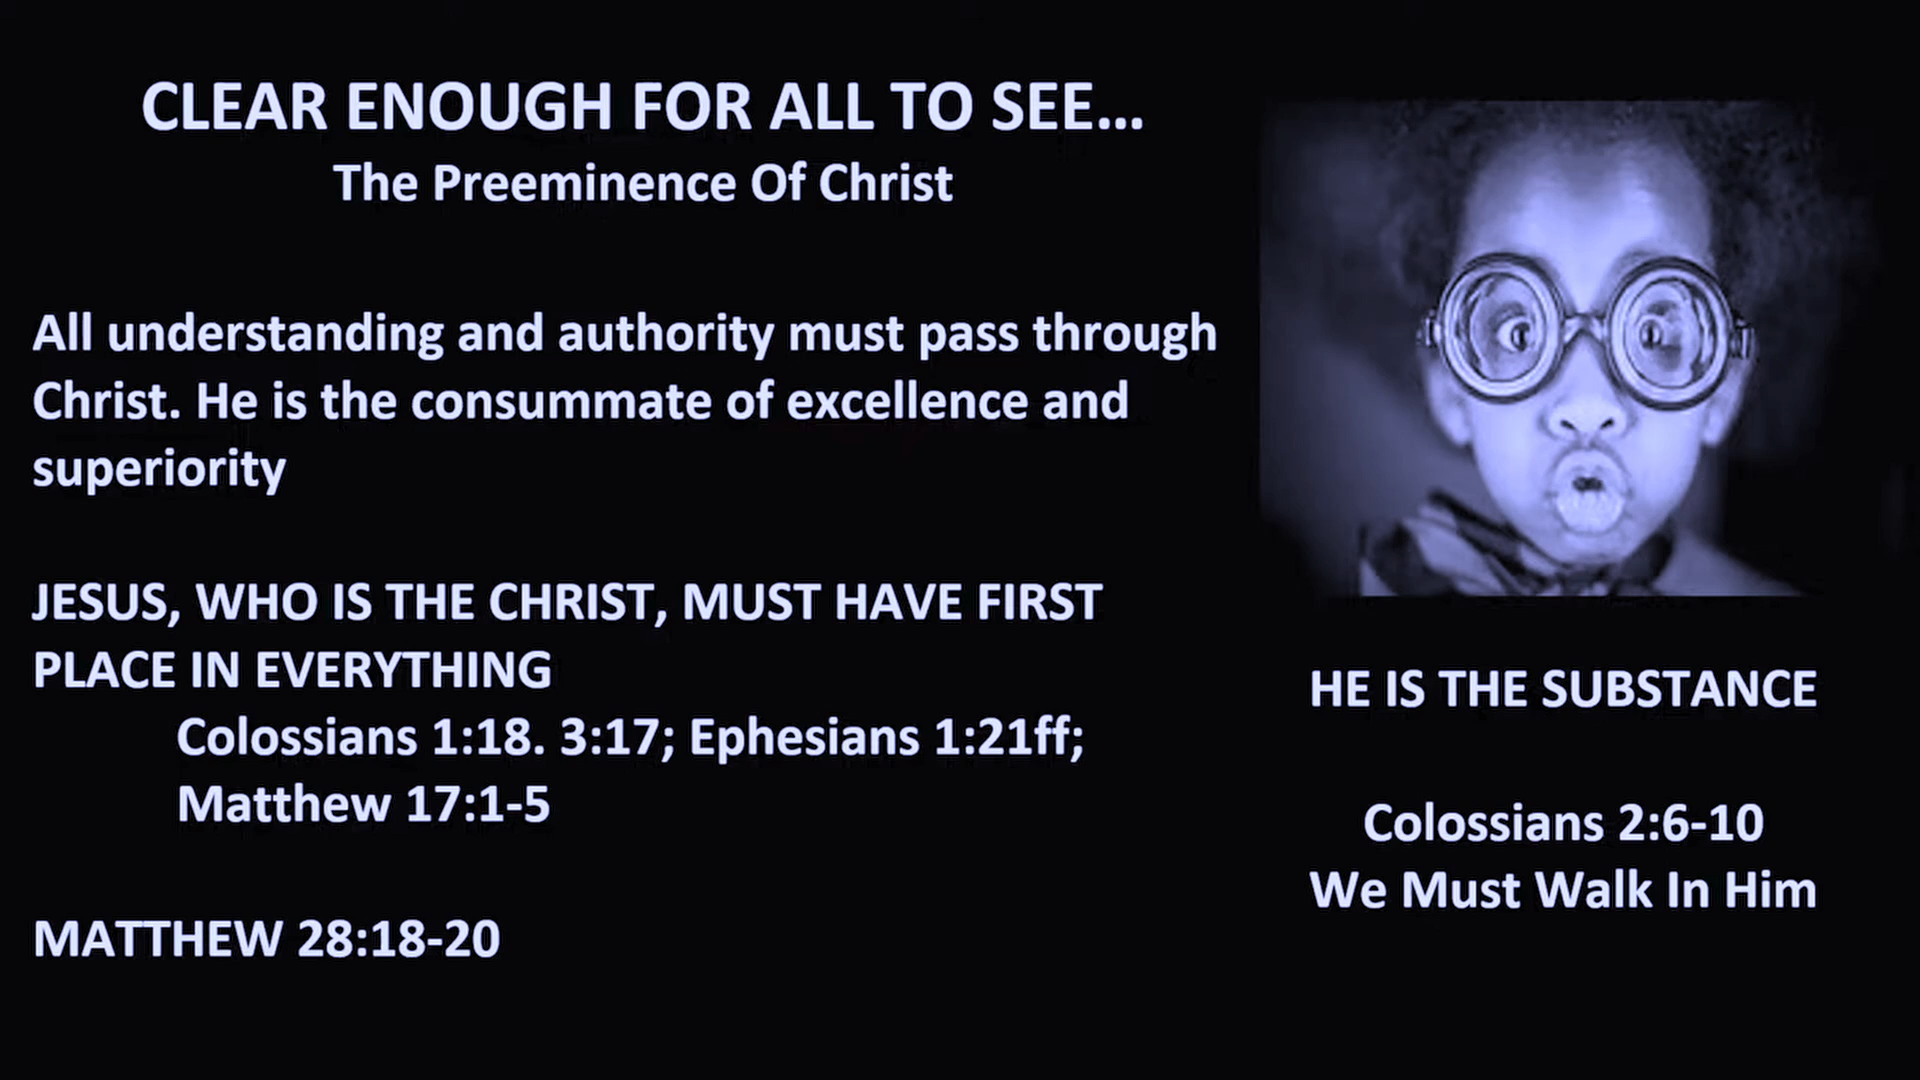 CLEAR ENOUGH FOR ALL TO SEE...
The Preeminence Of Christ
All understanding and authority must pass through
Christ. He is the consummate of excellence and
superiority
JESUS, WHO IS THE CHRIST, MUST HAVE FIRST
PLACE IN EVERYTHING
Colossians 1:18. 3:17; Ephesians 1:21ff;
Matthew 17:1-5
MATTHEW 28:18-20
HE IS THE SUBSTANCE
Colossians 2:6-10
We Must Walk In Him